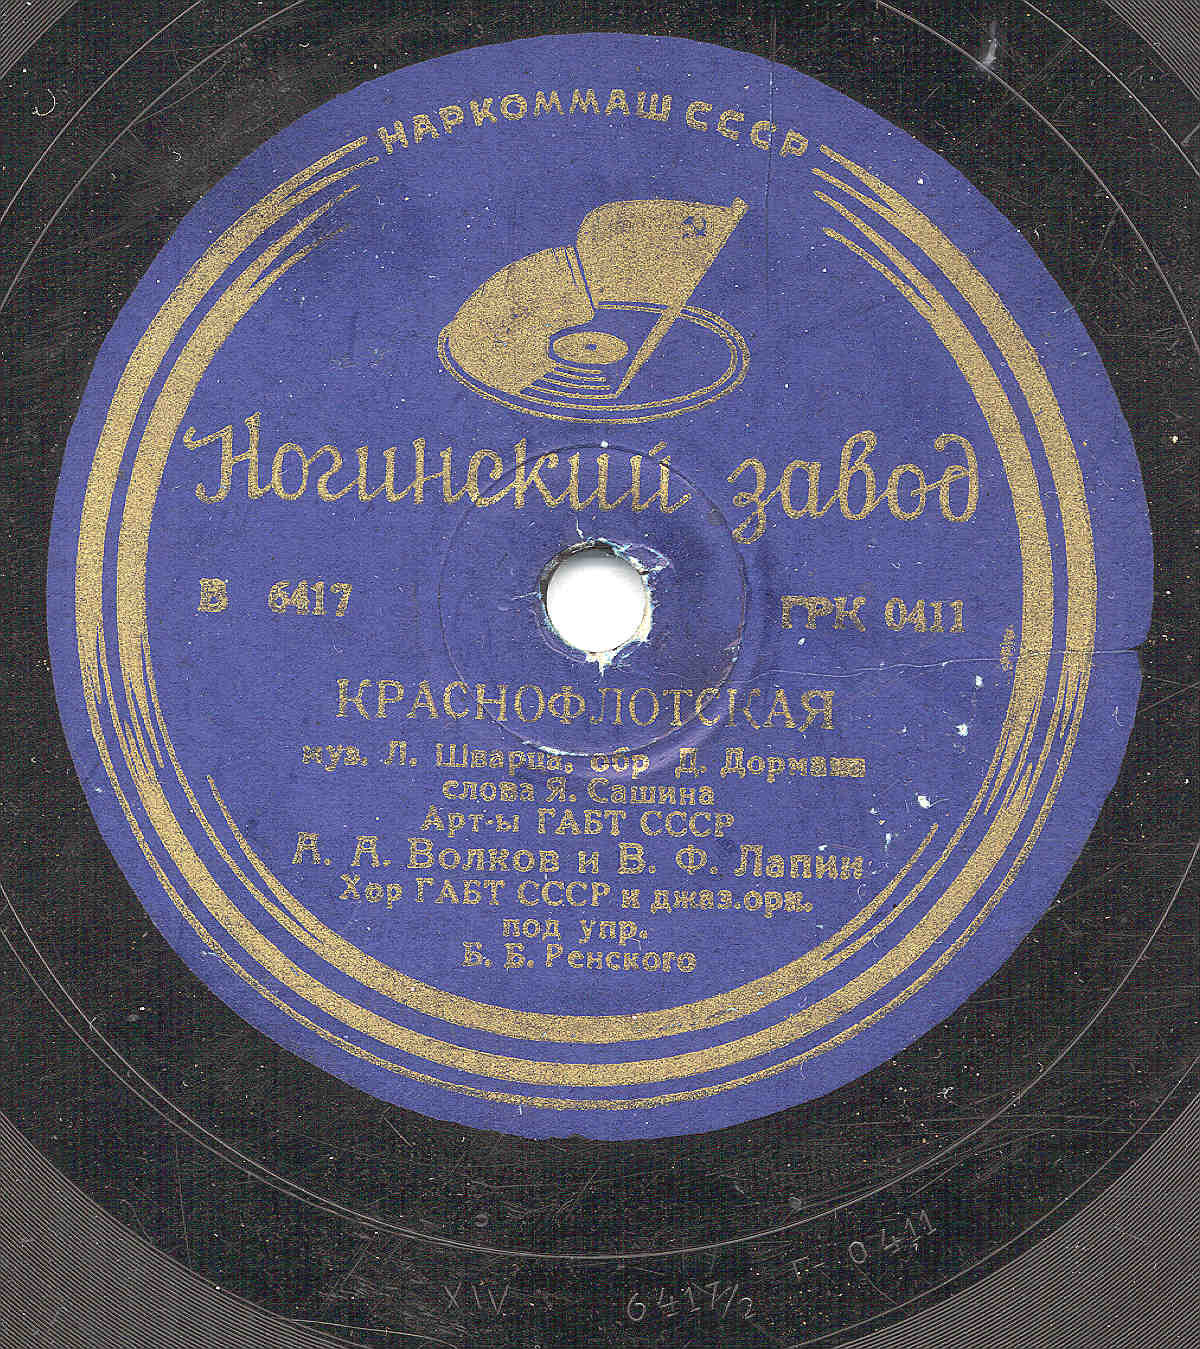 НАРКОММАШ СССР
Ногинский завод
В 6417 ГРК 0411
КРАСНОФЛОТСКАЯ
муз. Л. Шварца, обр Д. Дормана
слова Я. Сашина
Арт-ы ГАБТ СССР
А. А. Волков и В. Ф. Лапин
Хор ГАБТ СССР и джаз.орк.
под упр.
Б. Б. Ренского
Г- 0411
XIV 6417/2